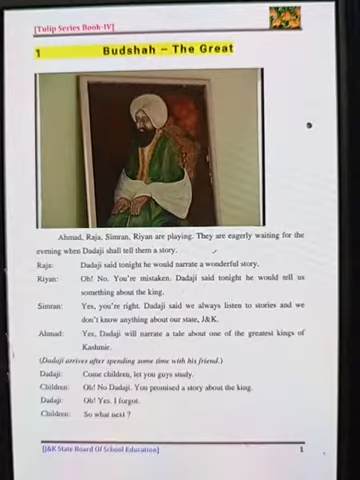 [Tulip Series Book-IV]
1 Budshah – The Great
Ahmad, Raja, Simran, Riyan are playing. They are eagerly waiting for the
evening when Dadaji shall tell them a story.
Raja: Dadaji said tonight he would narrate a wonderful story.
Riyan: Oh! No. You're mistaken. Dadaji said tonight he would tell us
something about the king.
Simran: Yes, you're right. Dadaji said we always listen to stories and we
don't know anything about our state, J&K.
Ahmad: Yes, Dadaji will narrate a tale about one of the greatest kings of
Kashmir.
(Dadaji arrives after spending some time with his friend.)
Dadaji: Come children, let you guys study.
Children: Oh! No Dadaji. You promised a story about the king.
Dadaji: Oh! Yes. I forgot.
Children: So what next ?
[J&K State Board Of School Education] 1